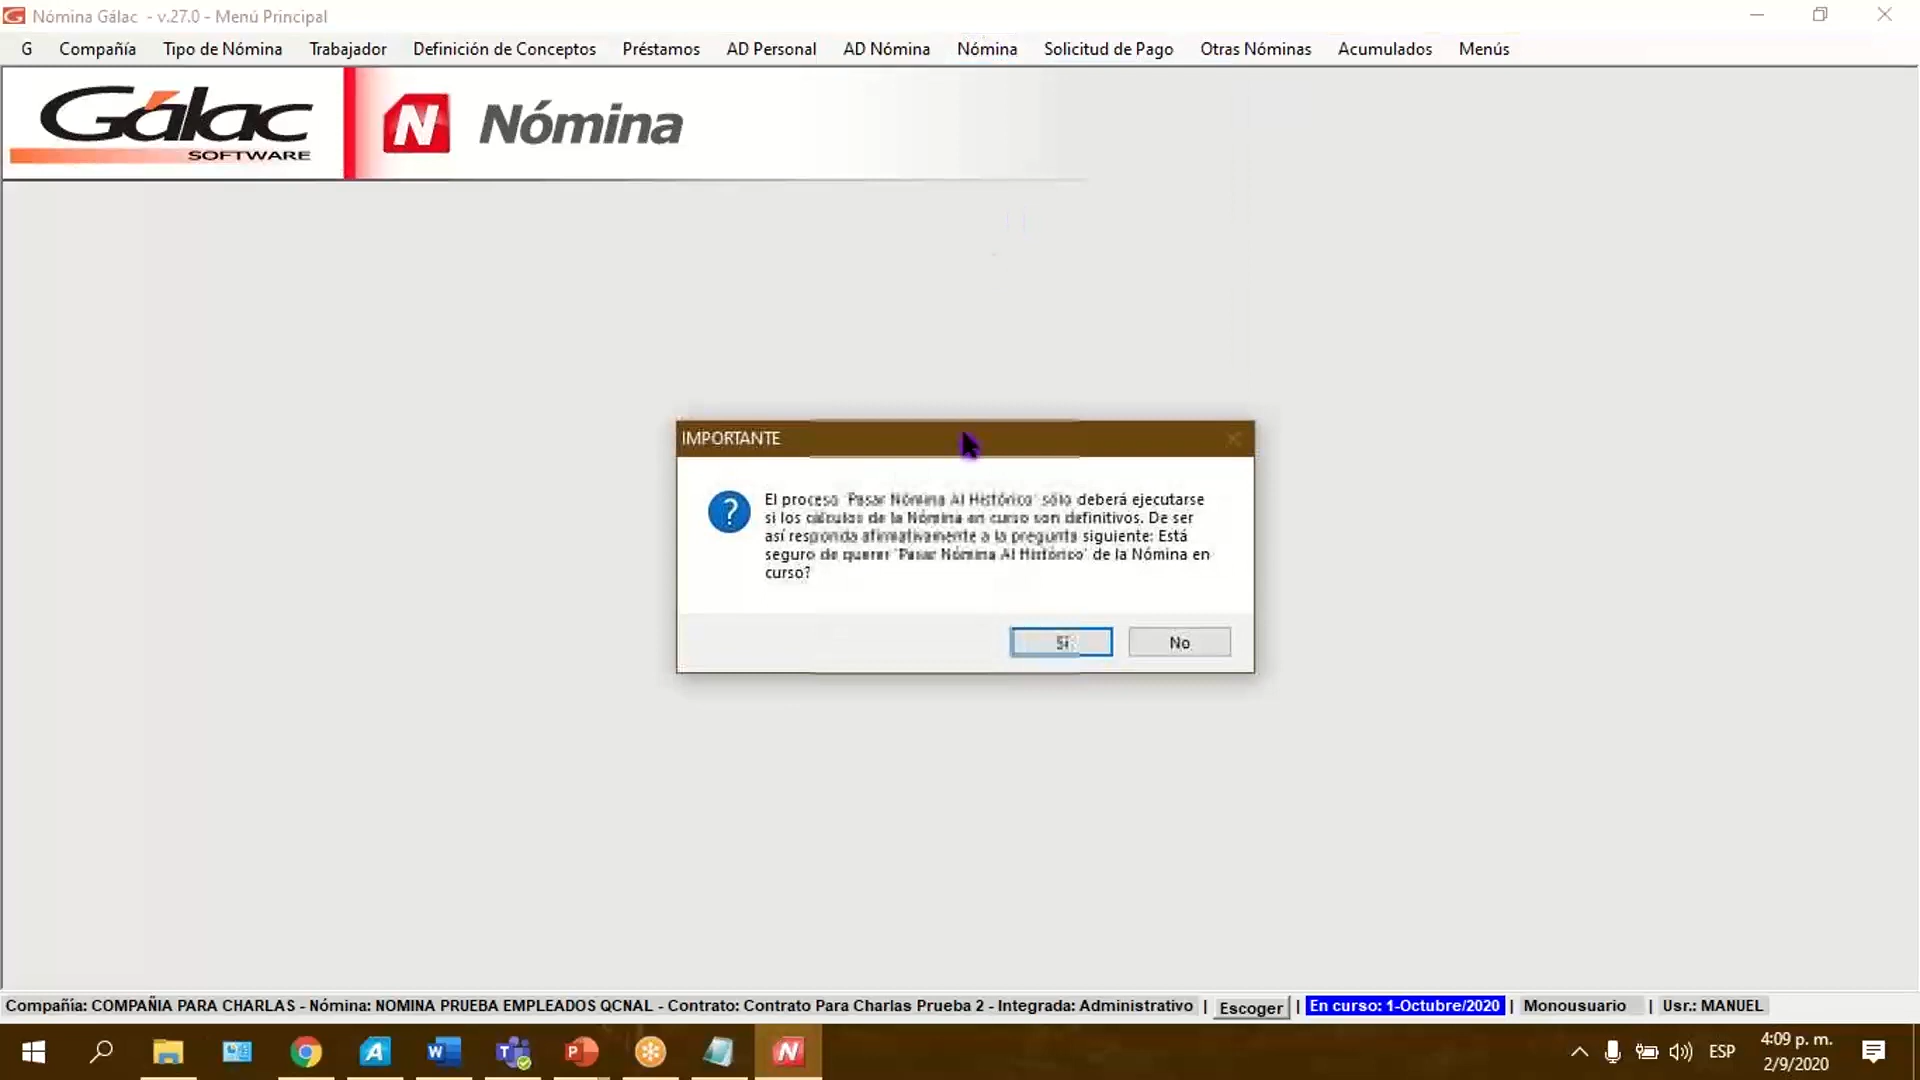 Nómina Gálac - v.27.0 - Menú Principal
G Compañía Tipo de Nómina Trabajador Definición de Conceptos Préstamos AD Personal AD Nómina Nómina Solicitud de Pago Otras Nóminas Acumulados Menús
Gálac
SOFTWARE
N Nómina
IMPORTANTE
El proceso 'Pasar Nómina Al Histórico' sólo deberá ejecutarse
si los cálculos de la Nómina en curso son definitivos. De ser
así responda afirmativamente a la pregunta siguiente: Está
seguro de querer 'Pasar Nómina Al Histórico' de la Nómina en
curso?
Sí No
Compañía: COMPAÑIA PARA CHARLAS - Nómina: NOMINA PRUEBA EMPLEADOS QCNAL - Contrato: Contrato Para Charlas Prueba 2 - Integrada: Administrativo | Escoger | En curso: 1-Octubre/2020 | Monousuario | Usr.: MANUEL
ESP
4:09 p. m.
2/9/2020